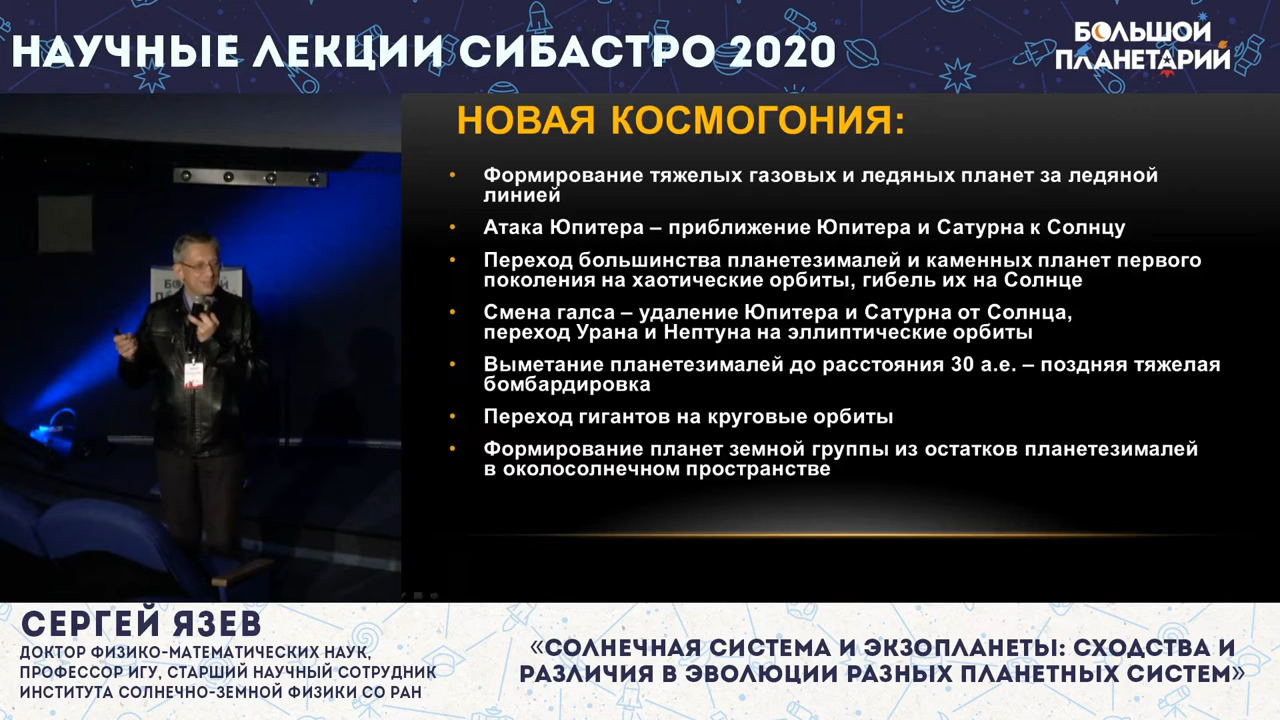 НАУЧНЫЕ ЛЕКЦИИ СИБАСТРО 2020
БОЛЬШОЙ
ПЛАНЕТАРИЙ
НОВАЯ КОСМОГОНИЯ:
• Формирование тяжелых газовых и ледяных планет за ледяной
линией
• Атака Юпитера – приближение Юпитера и Сатурна к Солнцу
• Переход большинства планетезималей и каменных планет первого
поколения на хаотические орбиты, гибель их на Солнце
• Смена галса – удаление Юпитера и Сатурна от Солнца,
переход Урана и Нептуна на эллиптические орбиты
• Выметание планетезималей до расстояния 30 а.е. – поздняя тяжелая
бомбардировка
• Переход гигантов на круговые орбиты
• Формирование планет земной группы из остатков планетезималей
в околосолнечном пространстве
СЕРГЕЙ ЯЗЕВ
ДОКТОР ФИЗИКО-МАТЕМАТИЧЕСКИХ НАУК,
ПРОФЕССОР ИГУ, СТАРШИЙ НАУЧНЫЙ СОТРУДНИК
ИНСТИТУТА СОЛНЕЧНО-ЗЕМНОЙ ФИЗИКИ СО РАН
«СОЛНЕЧНАЯ СИСТЕМА И ЭКЗОПЛАНЕТЫ: СХОДСТВА И
РАЗЛИЧИЯ В ЭВОЛЮЦИИ РАЗНЫХ ПЛАНЕТНЫХ СИСТЕМ»